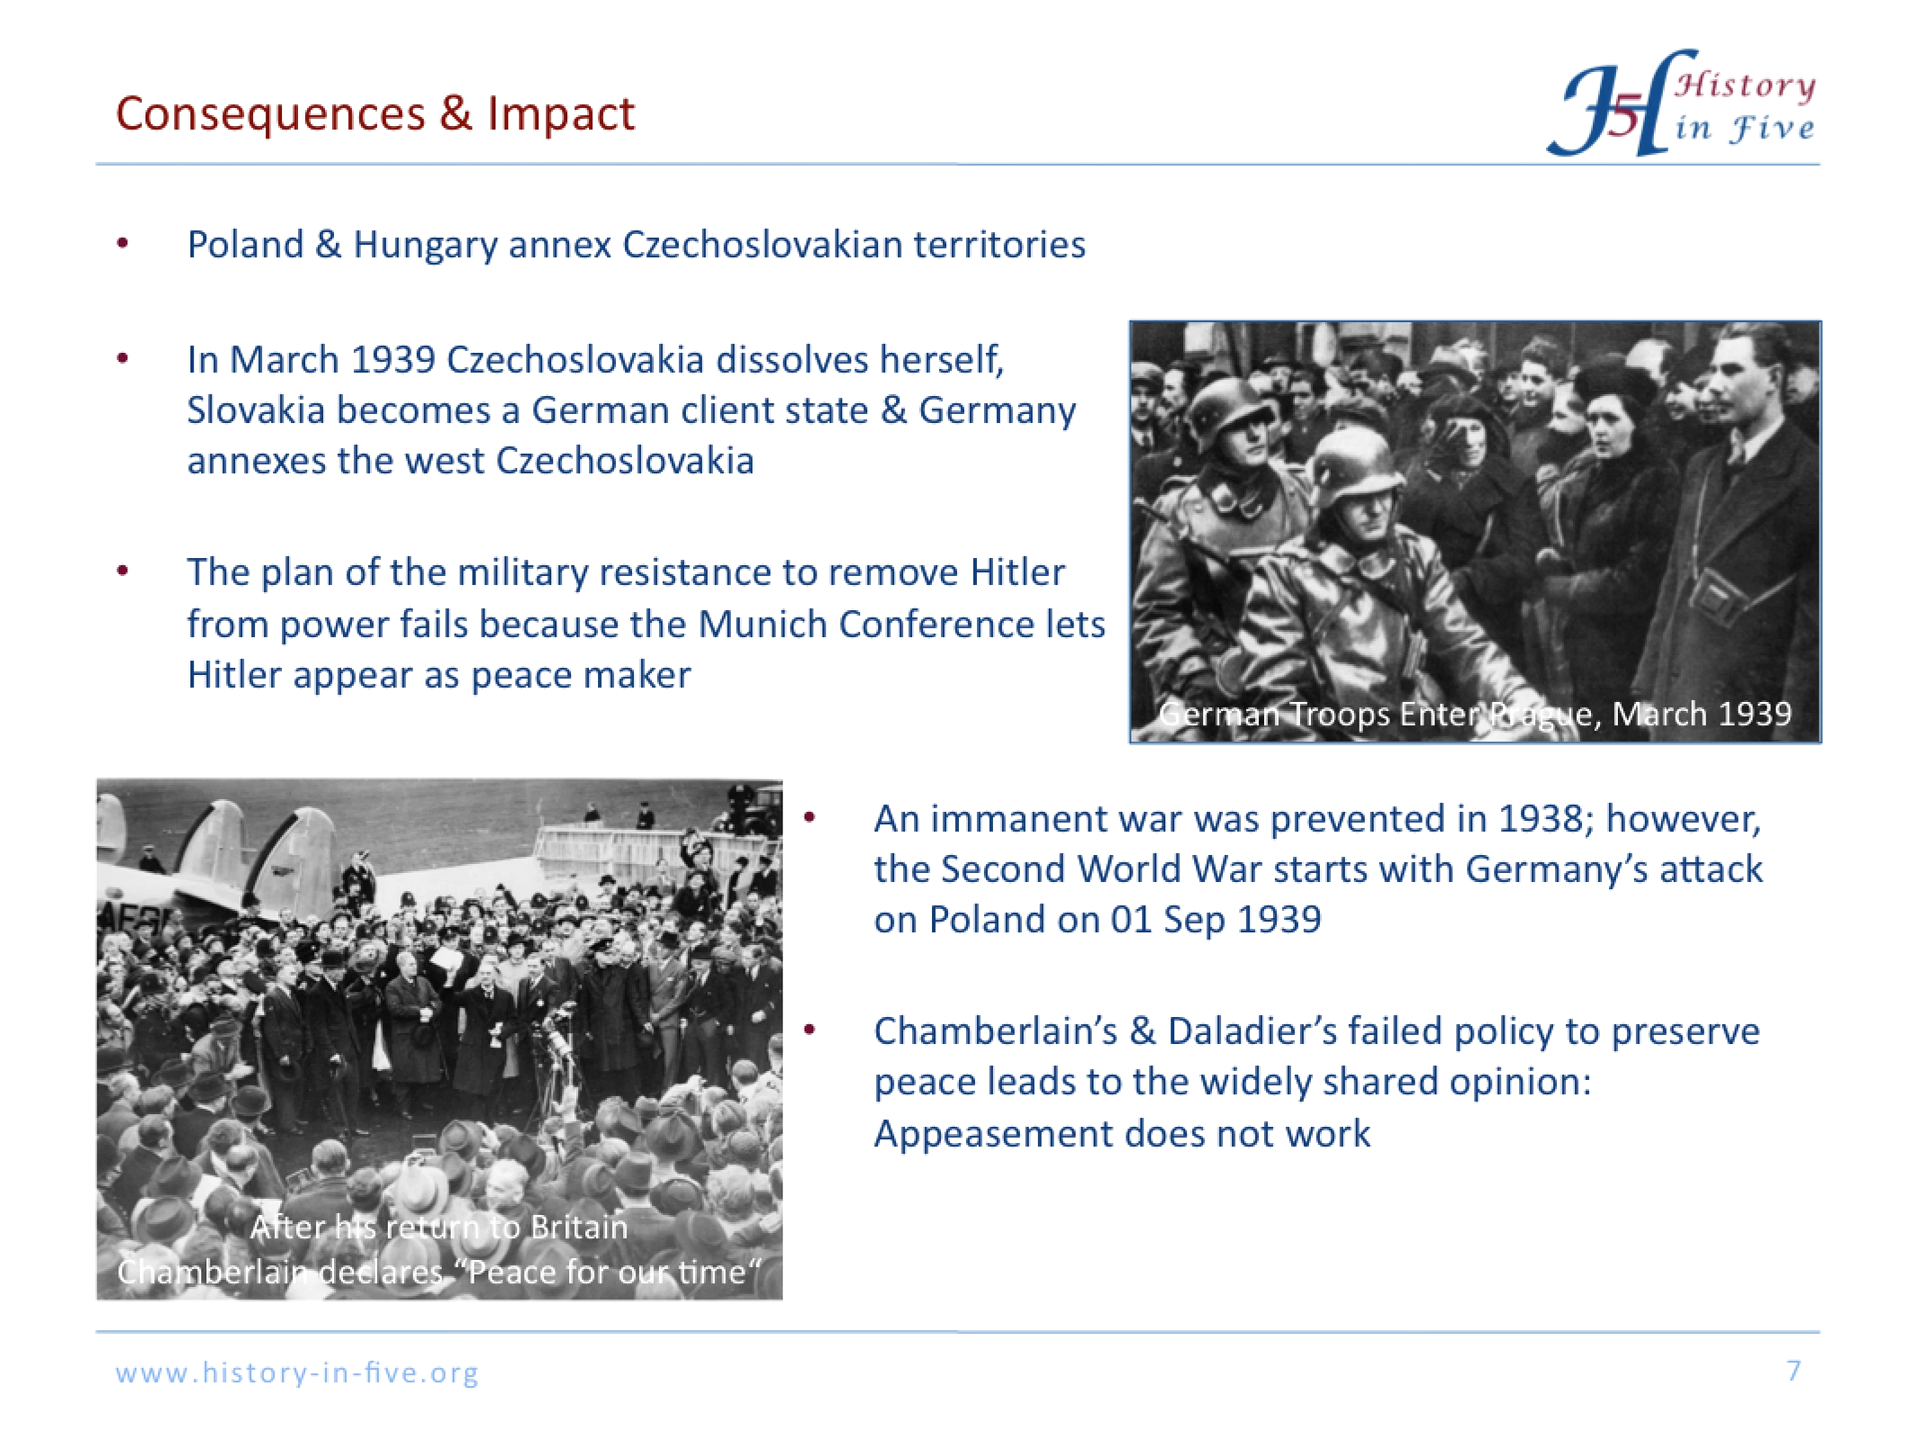 Consequences & Impact
History
in Five
H5
• Poland & Hungary annex Czechoslovakian territories
• In March 1939 Czechoslovakia dissolves herself,
Slovakia becomes a German client state & Germany
annexes the west Czechoslovakia
• The plan of the military resistance to remove Hitler
from power fails because the Munich Conference lets
Hitler appear as peace maker
German Troops Enter Prague, March 1939
• An immanent war was prevented in 1938; however,
the Second World War starts with Germany’s attack
on Poland on 01 Sep 1939
• Chamberlain’s & Daladier’s failed policy to preserve
peace leads to the widely shared opinion:
Appeasement does not work
After his return to Britain
Chamberlain declares “Peace for our time“
www.history-in-five.org
7